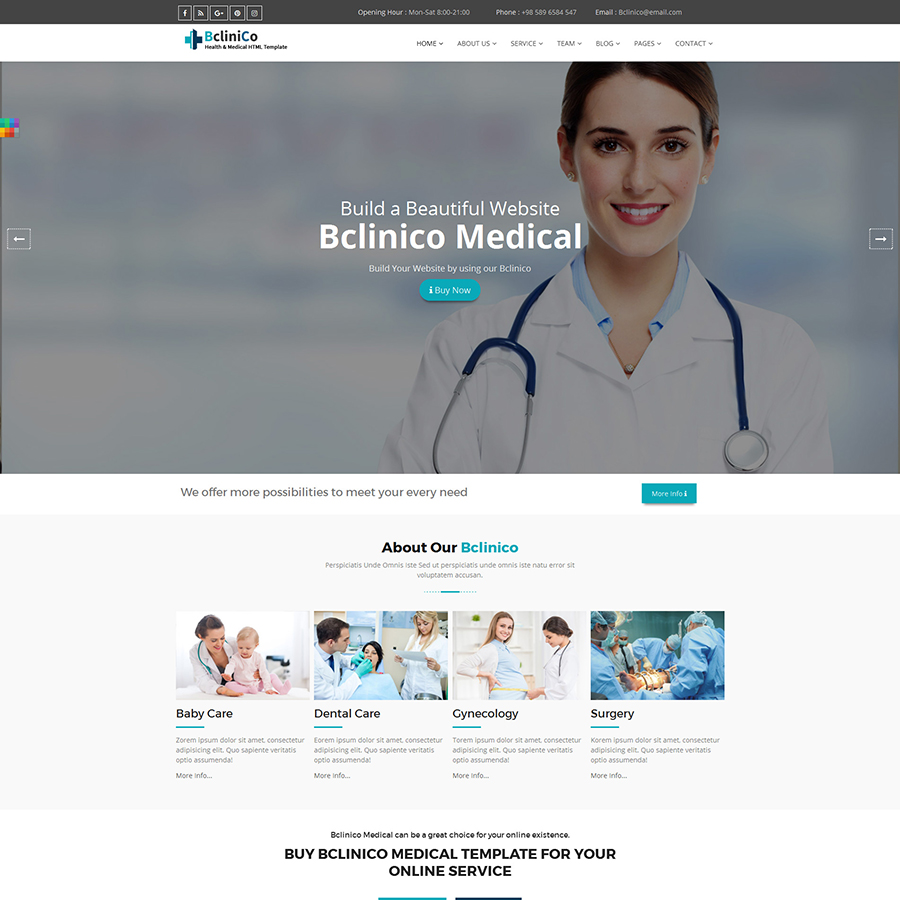 Opening Hour : Mon-Sat 8:00-21:00 Phone : +98 589 6584 547 Email : Bclinico@email.com
BcliniCo
Health & Medical HTML Template
HOME ABOUT US SERVICE TEAM BLOG PAGES CONTACT
Build a Beautiful Website
Bclinico Medical
Build Your Website by using our Bclinico
Buy Now
We offer more possibilities to meet your every need
More Info
About Our Bclinico
Perspiciatis Unde Omnis Iste Sed ut perspiciatis unde omnis iste natu error sit
voluptatem accusan.
Baby Care
Zorem ipsum dolor sit amet, consectetur
adipisicing elit. Quo sapiente veritatis
optio assumenda!
More Info...
Dental Care
Eorem ipsum dolor sit amet, consectetur
adipisicing elit. Quo sapiente veritatis
optio assumenda!
More Info...
Gynecology
Torem ipsum dolor sit amet, consectetur
adipisicing elit. Quo sapiente veritatis
optio assumenda!
More Info...
Surgery
Korem ipsum dolor sit amet, consectetur
adipisicing elit. Quo sapiente veritatis
optio assumenda!
More Info...
Bclinico Medical can be a great choice for your online existence.
BUY BCLINICO MEDICAL TEMPLATE FOR YOUR
ONLINE SERVICE